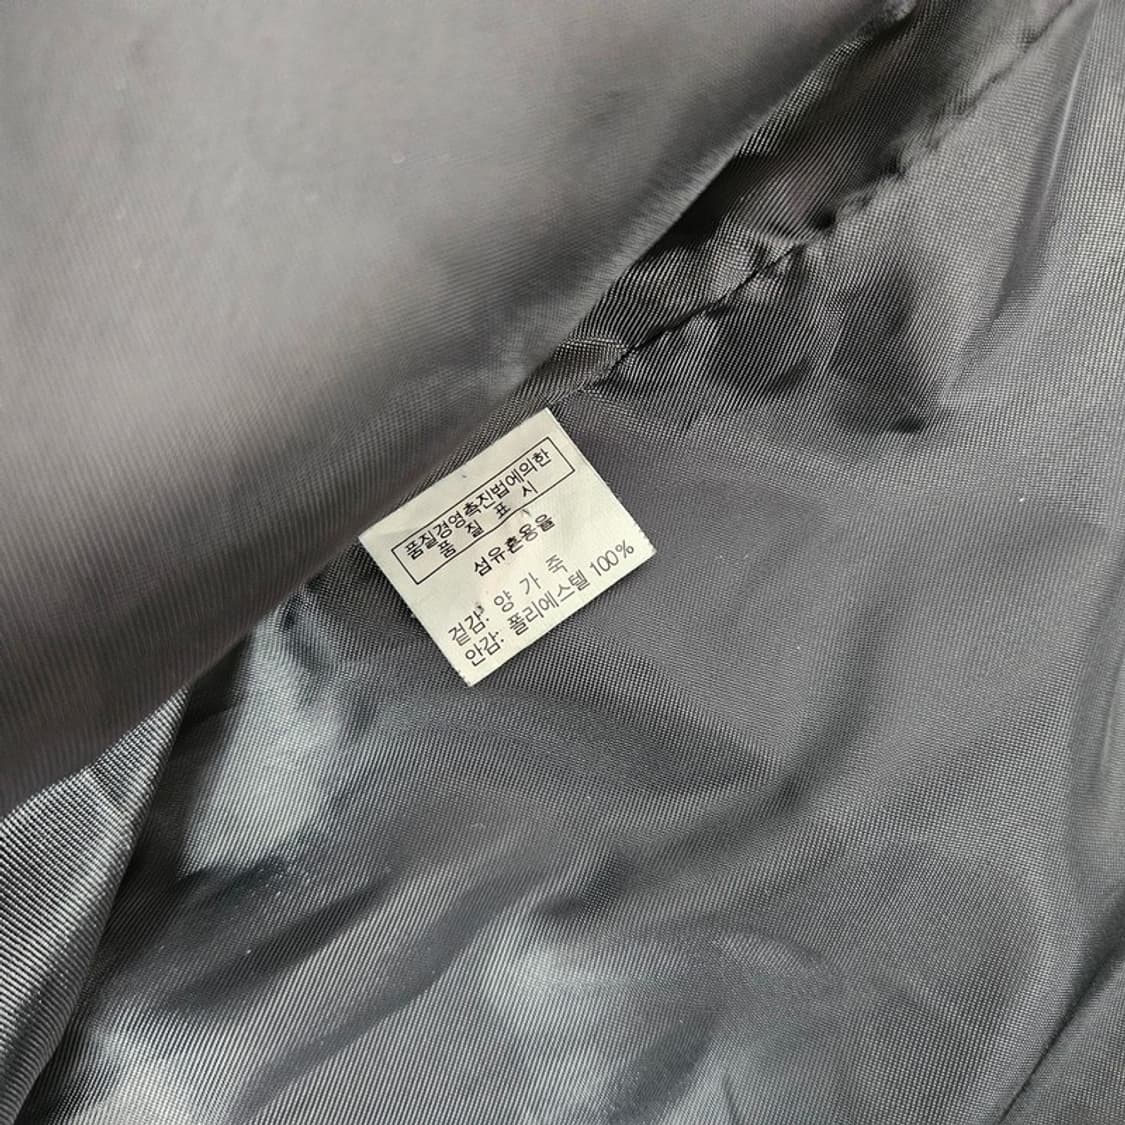 품질경영촉진법에의한
품 질 표 시
섬유혼용율
겉감: 양 가 죽
안감: 폴리에스텔 100%